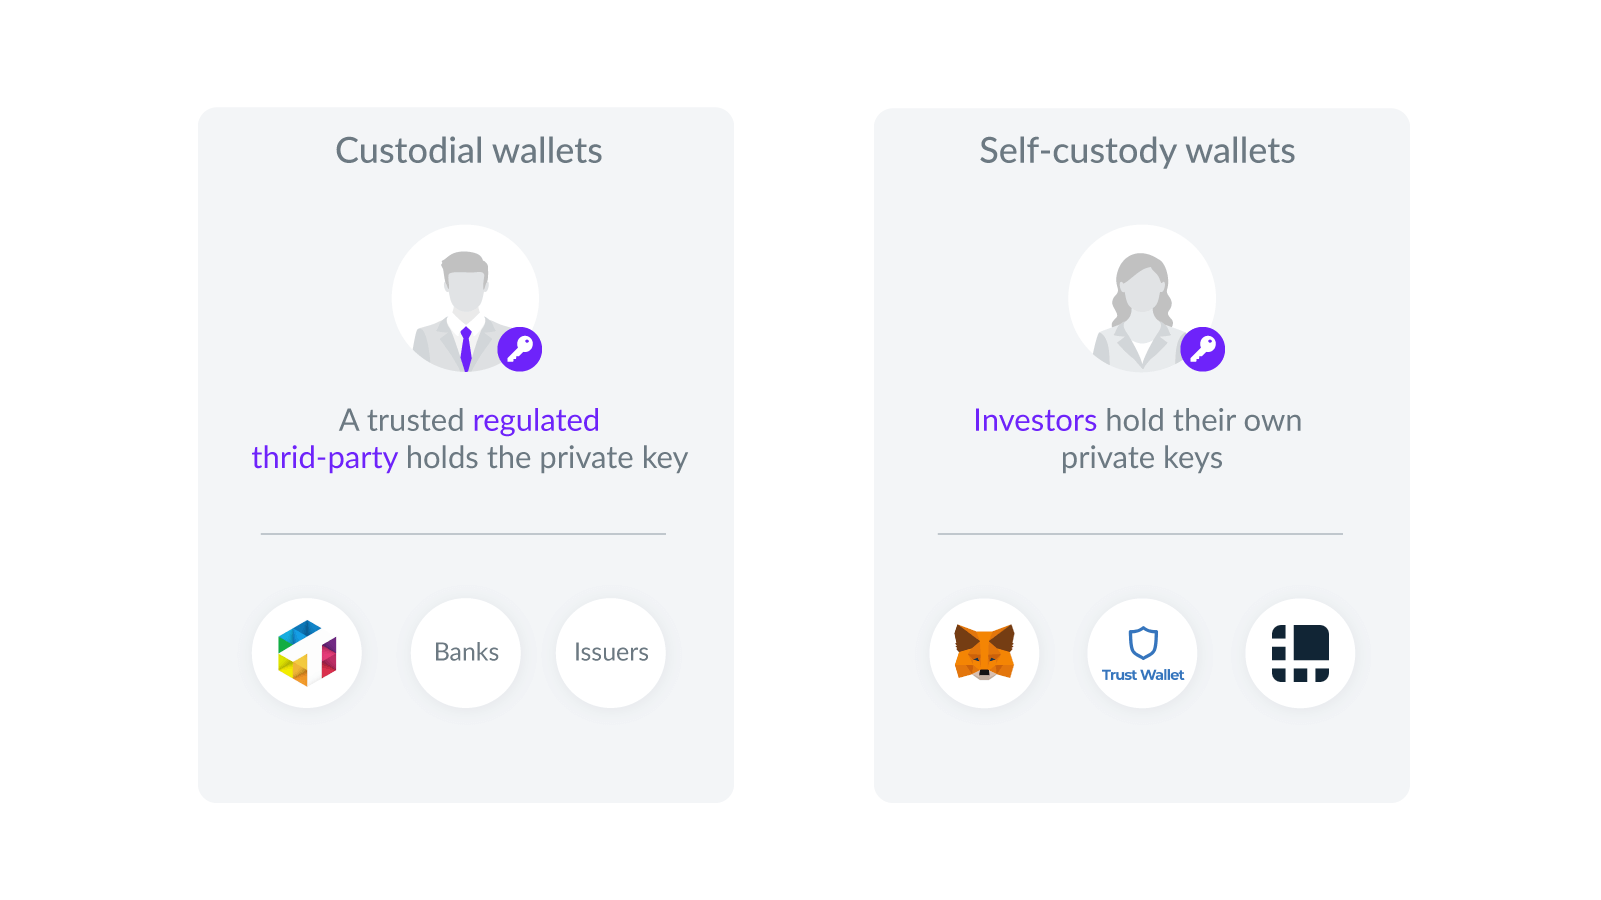 Custodial wallets
A trusted regulated
thrid-party holds the private key
Banks
Issuers
Self-custody wallets
Investors hold their own
private keys
Trust Wallet